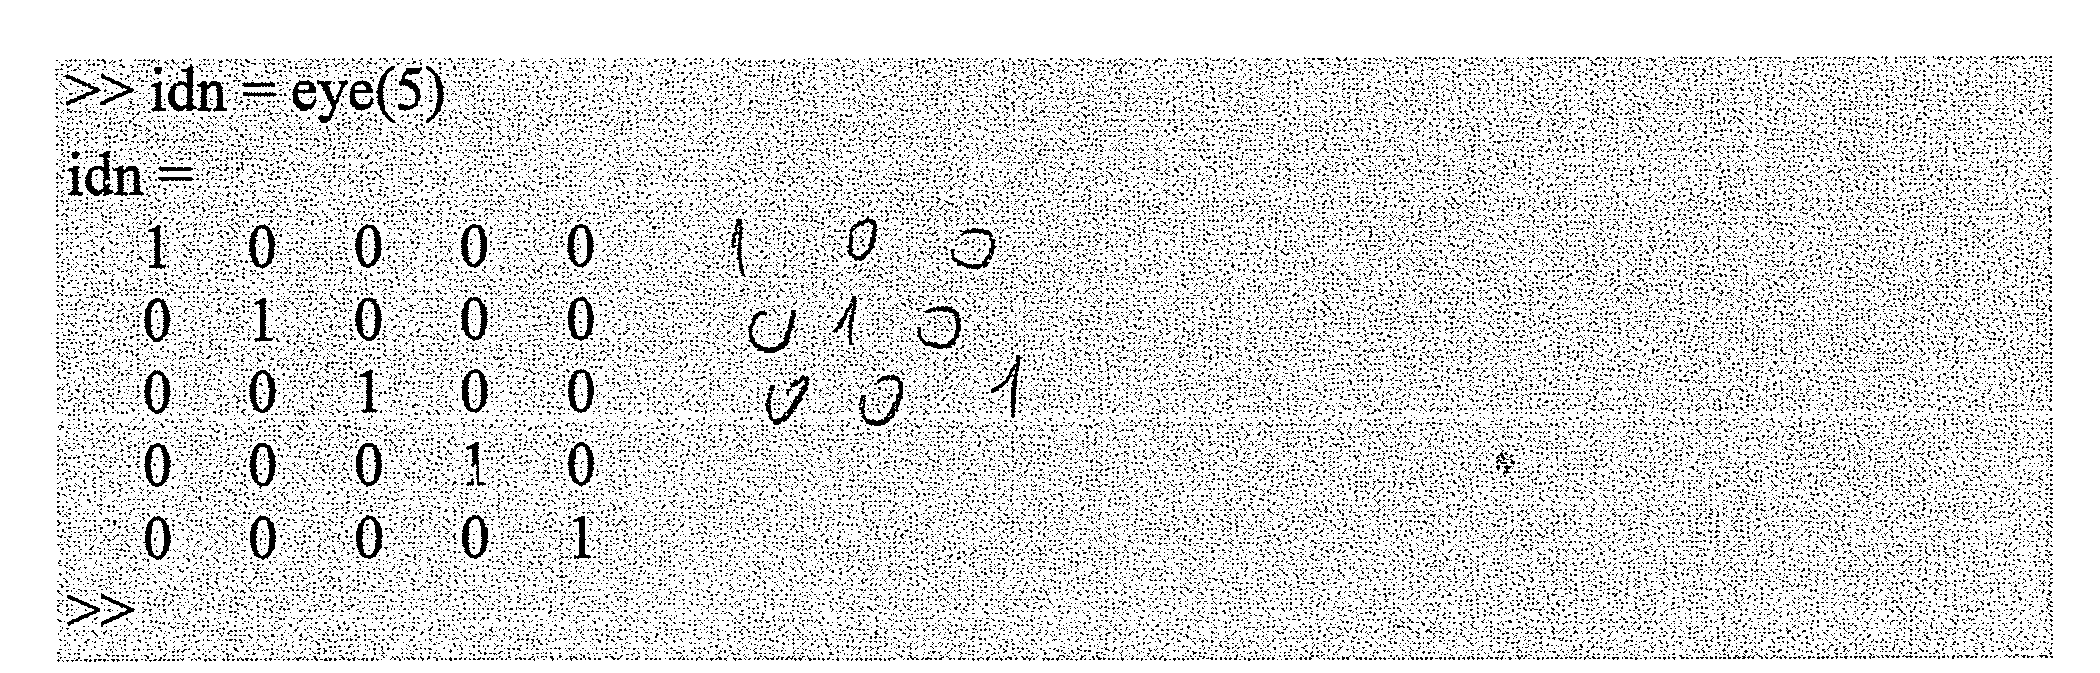 >> idn = eye(5)
idn =
1 0 0 0 0 1 0 0
0 1 0 0 0 0 1 0
0 0 1 0 0 0 0 1
0 0 0 1 0
0 0 0 0 1
>>